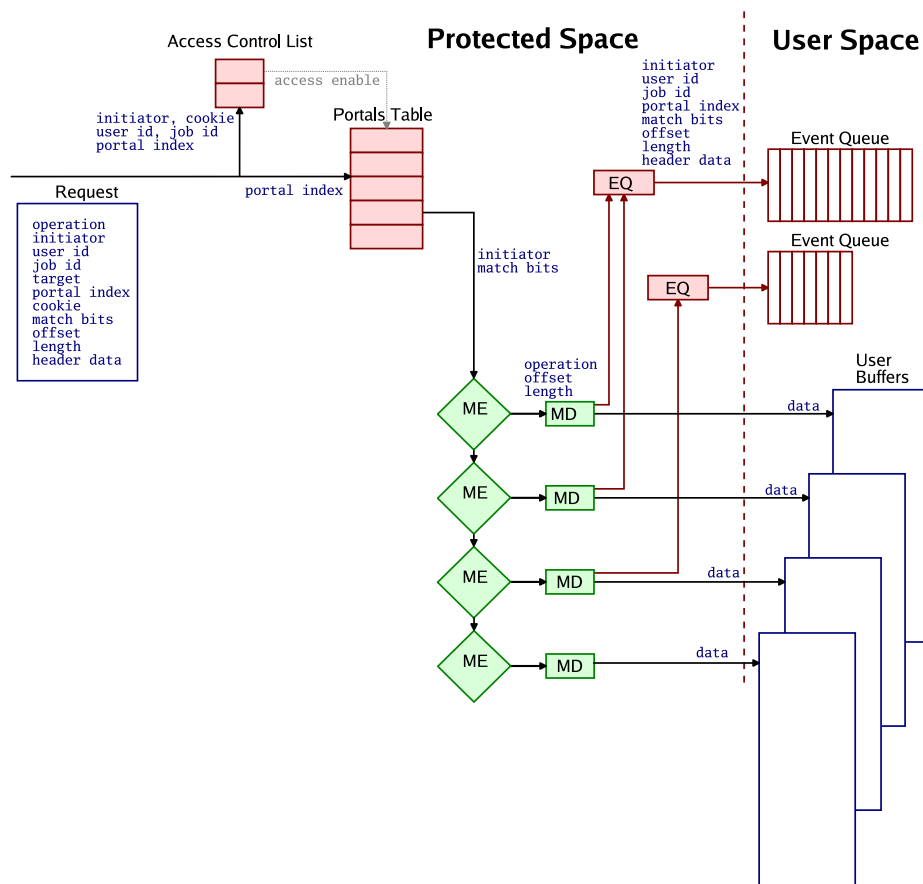 Protected Space
User Space
Access Control List
access enable
initiator, cookie
user id, job id
portal index
Portals Table
portal index
Request
operation
initiator
user id
job id
target
portal index
cookie
match bits
offset
length
header data
initiator
match bits
initiator
user id
job id
portal index
match bits
offset
length
header data
EQ
Event Queue
EQ
Event Queue
User
Buffers
operation
offset
length
ME
MD
data
ME
MD
data
ME
MD
data
ME
MD
data